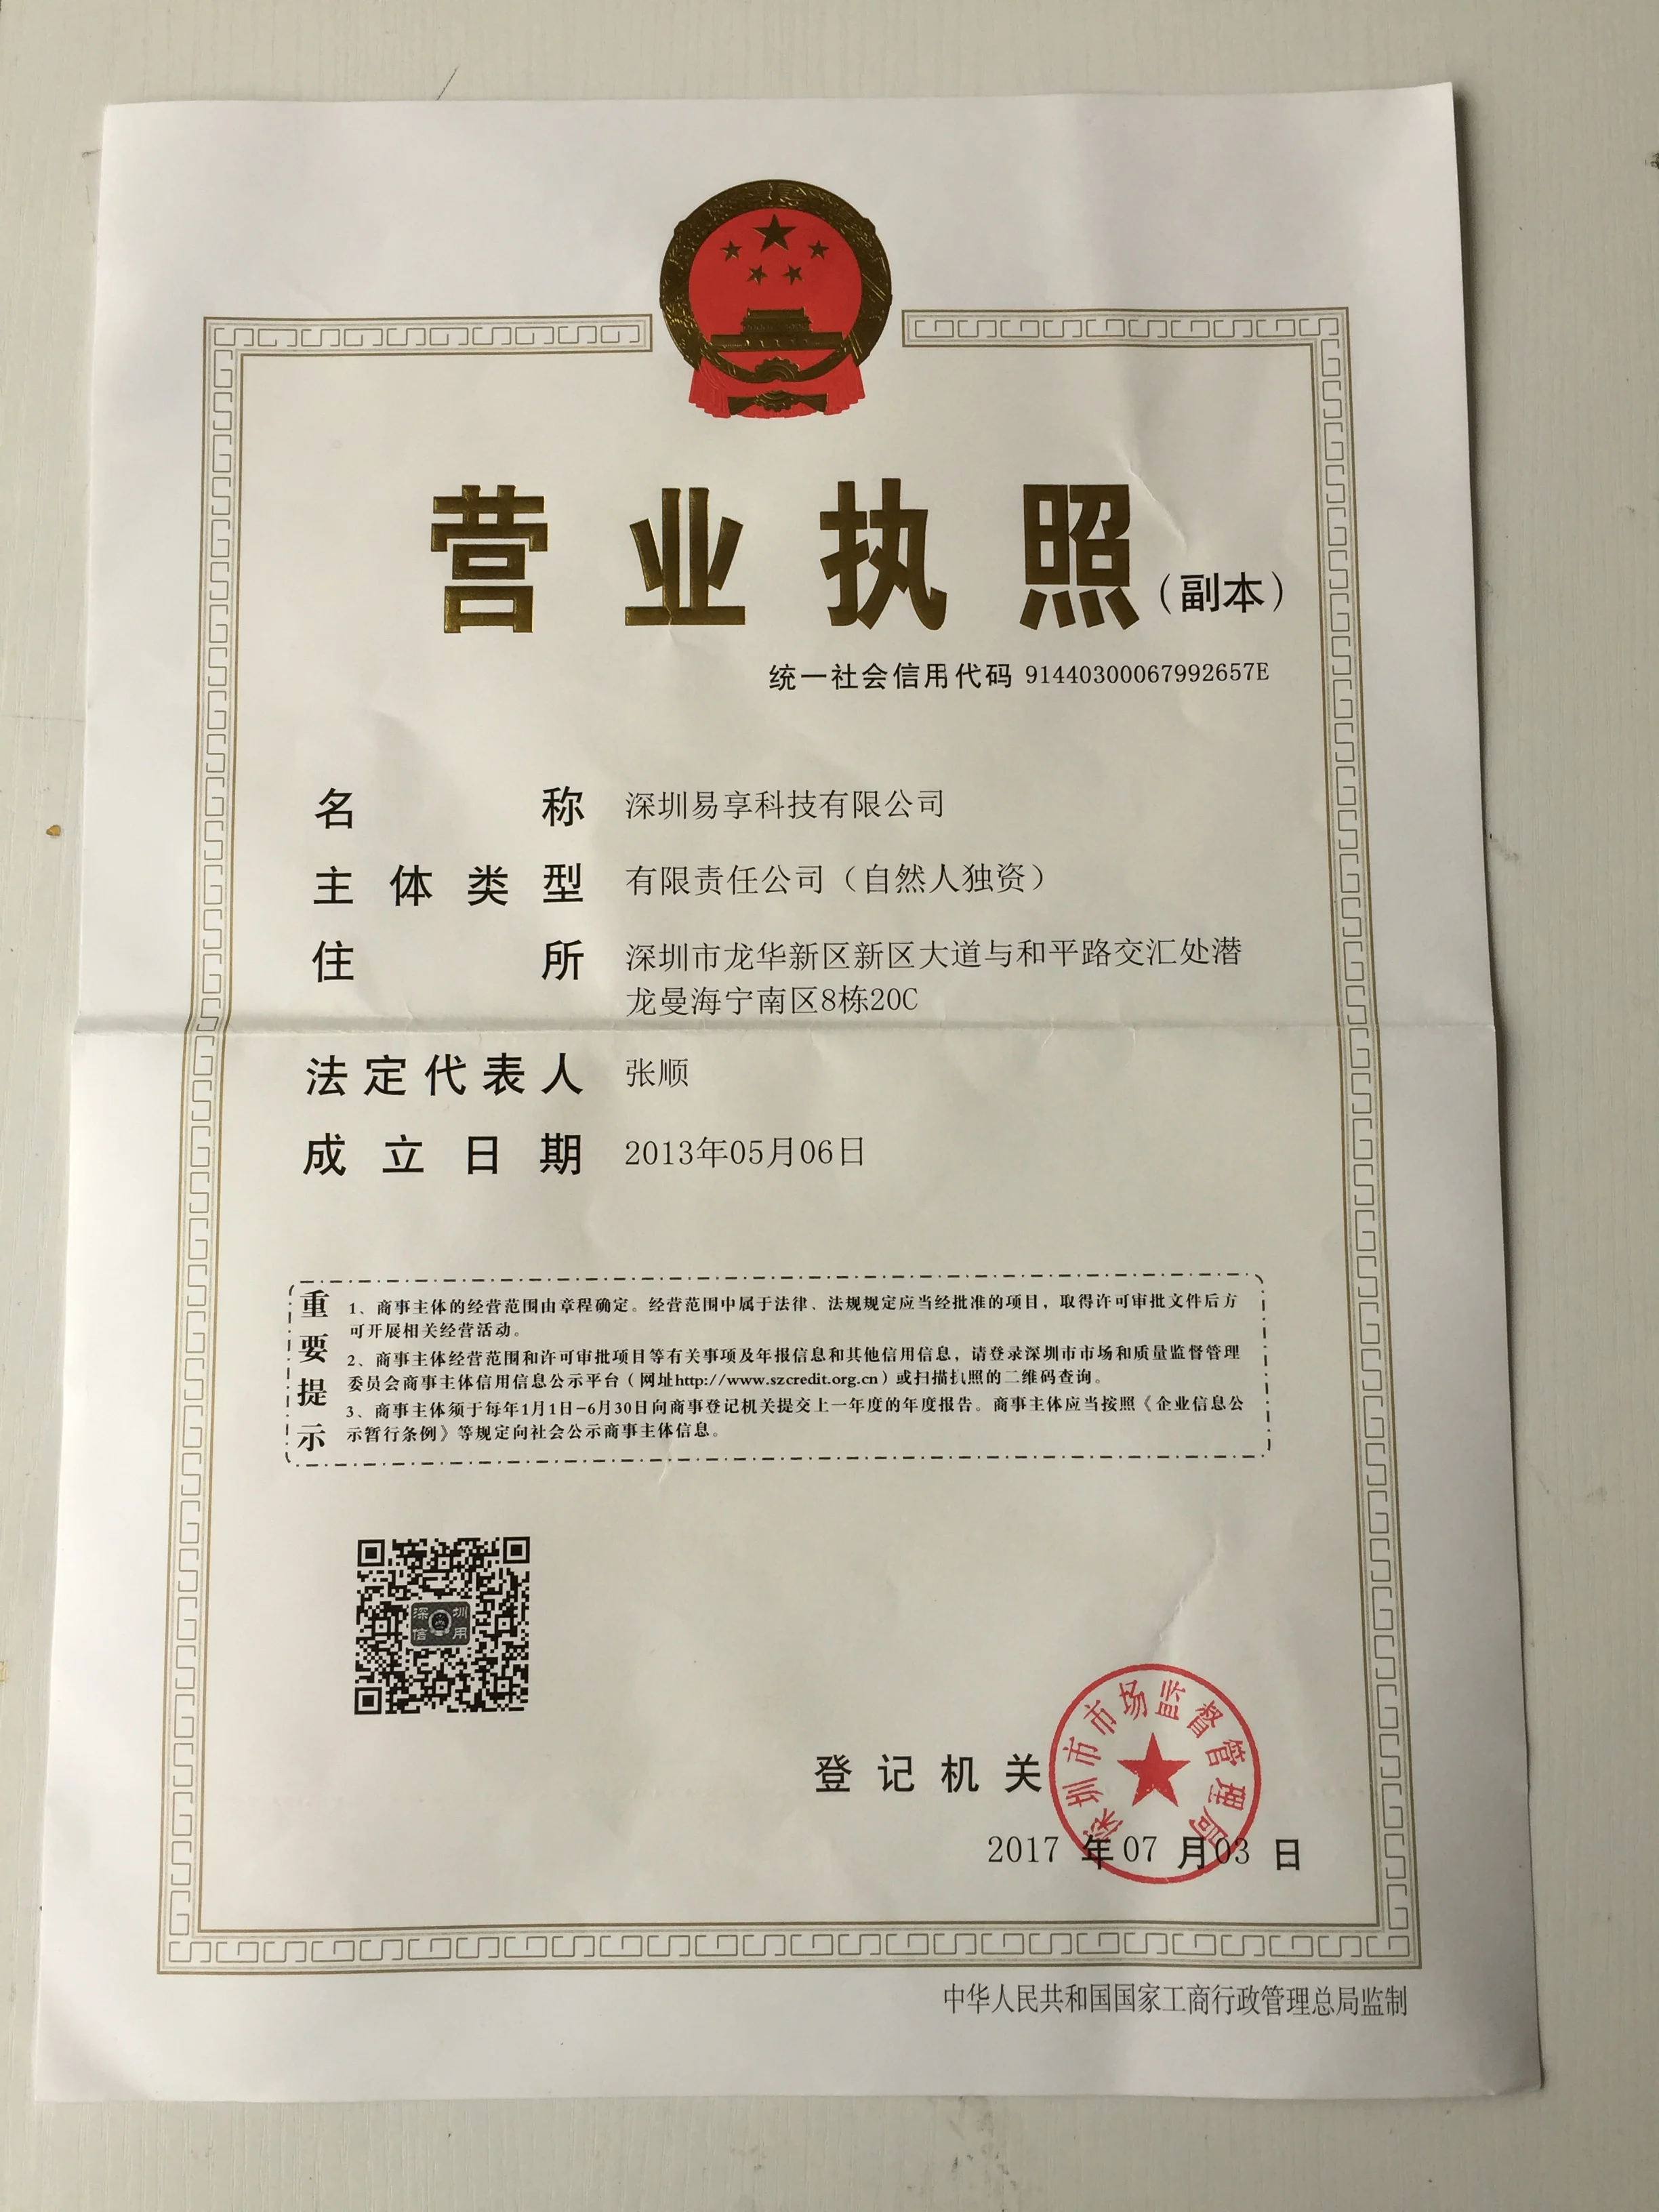 营业执照（副本）
统一社会信用代码 91440300067992657E
名称 深圳易享科技有限公司
主体类型 有限责任公司（自然人独资）
住所 深圳市龙华新区新区大道与和平路交汇处潜
龙曼海宁南区8栋20C
法定代表人 张顺
成立日期 2013年05月06日
重要提示
1、商事主体的经营范围由章程确定。经营范围中属于法律、法规规定应当经批准的项目，取得许可审批文件后方
可开展相关经营活动。
2、商事主体经营范围和许可审批项目等有关事项及年报信息和其他信用信息，请登录深圳市市场和质量监督管理
委员会商事主体信用信息公示平台（网址http://www.szcredit.org.cn）或扫描执照的二维码查询。
3、商事主体须于每年1月1日-6月30日向商事登记机关提交上一年度的年度报告。商事主体应当按照《企业信息公
示暂行条例》等规定向社会公示商事主体信息。
深圳
信用
登记机关
深圳市市场监督管理局
2017年07月03日
中华人民共和国国家工商行政管理总局监制